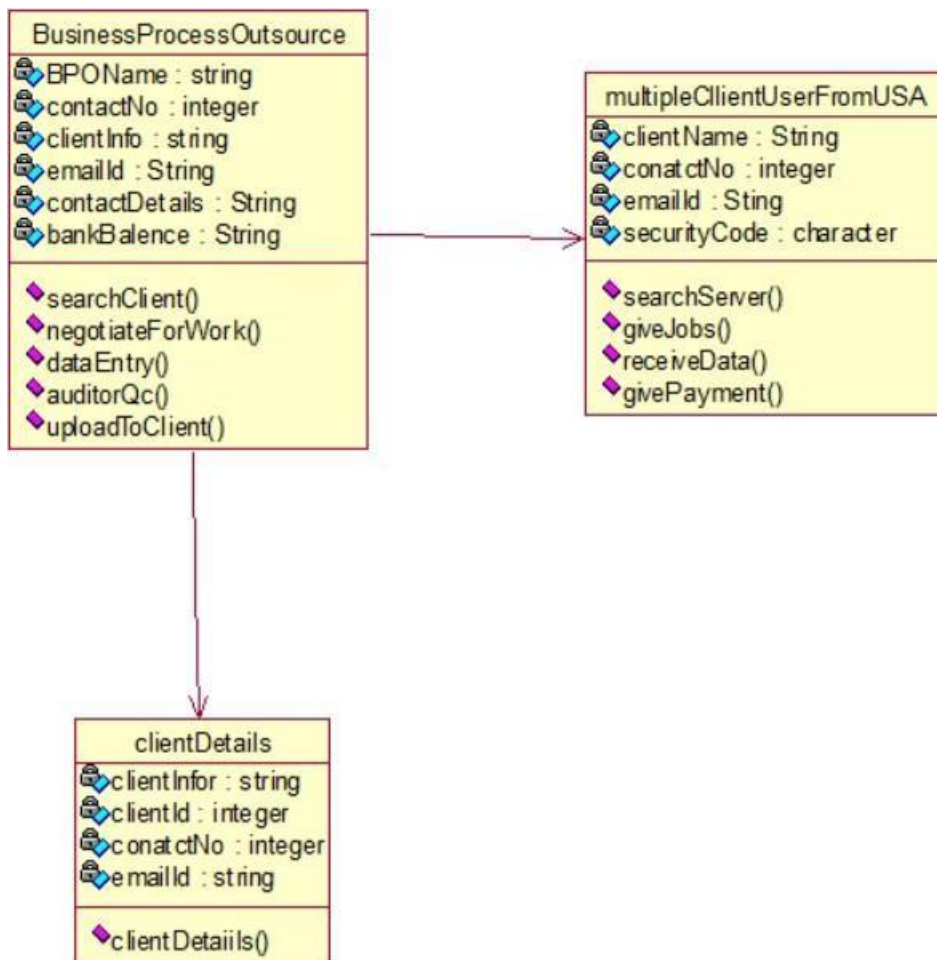 BusinessProcessOutsource
BPOName : string
contactNo : integer
clientInfo : string
emailId : String
contactDetails : String
bankBalence : String
searchClient()
negotiateForWork()
dataEntry()
auditorQc()
uploadToClient()
multipleCllientUserFromUSA
clientName : String
conatctNo : integer
emailId : Sting
securityCode : character
searchServer()
giveJobs()
receiveData()
givePayment()
clientDetails
clientInfor : string
clientId : integer
conatctNo : integer
emailId : string
clientDetaiils()